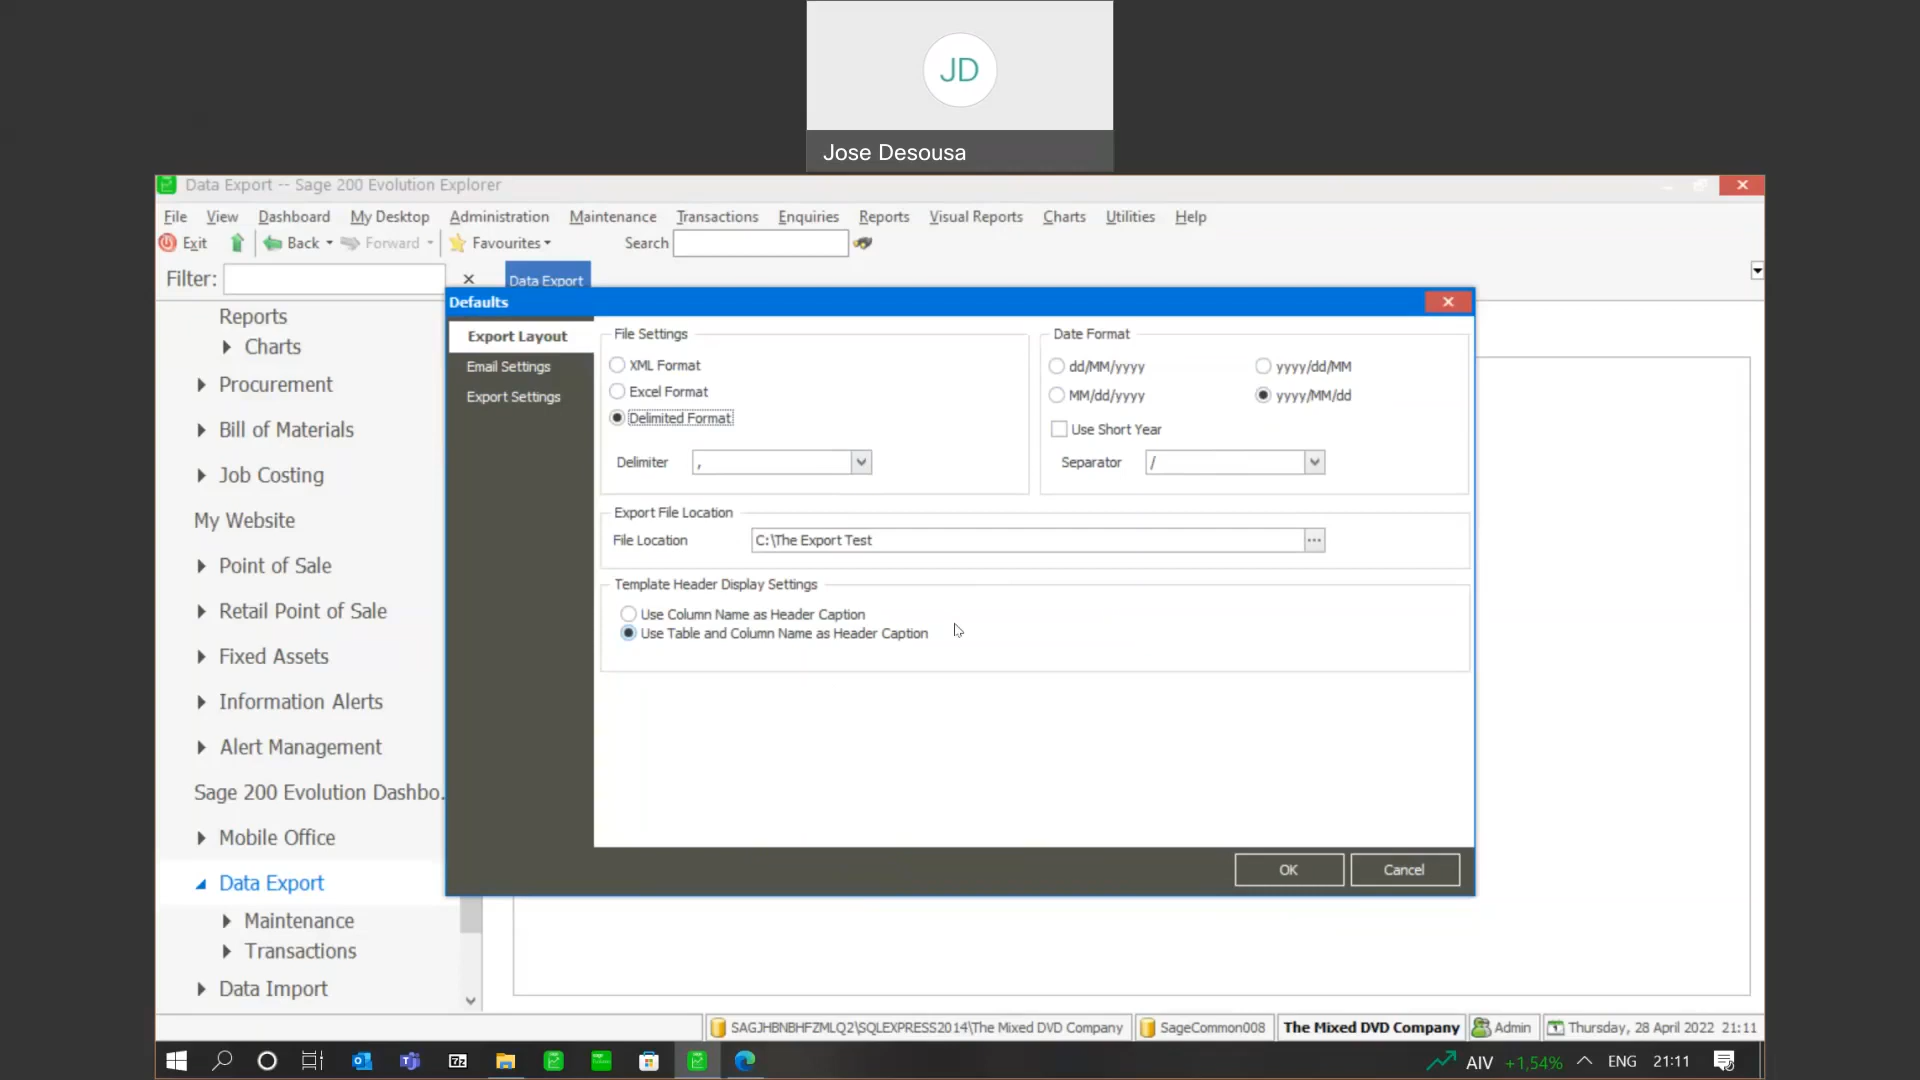 JD
Jose Desousa
Data Export -- Sage 200 Evolution Explorer
File View Dashboard My Desktop Administration Maintenance Transactions Enquiries Reports Visual Reports Charts Utilities Help
Exit Back Forward Favourites Search
Filter:
Data Export
Reports
Charts
Procurement
Bill of Materials
Job Costing
My Website
Point of Sale
Retail Point of Sale
Fixed Assets
Information Alerts
Alert Management
Sage 200 Evolution Dashbo.
Mobile Office
Data Export
Maintenance
Transactions
Data Import
Defaults
Export Layout
Email Settings
Export Settings
File Settings
XML Format
Excel Format
Delimited Format
Delimiter ,
Date Format
dd/MM/yyyy yyyy/dd/MM
MM/dd/yyyy yyyy/MM/dd
Use Short Year
Separator /
Export File Location
File Location C:\The Export Test ...
Template Header Display Settings
Use Column Name as Header Caption
Use Table and Column Name as Header Caption
OK Cancel
SAGJHBNBHFZMLQ2\SQLEXPRESS2014\The Mixed DVD Company SageCommon008 The Mixed DVD Company Admin Thursday, 28 April 2022 21:11
7z AIV +1,54% ENG 21:11